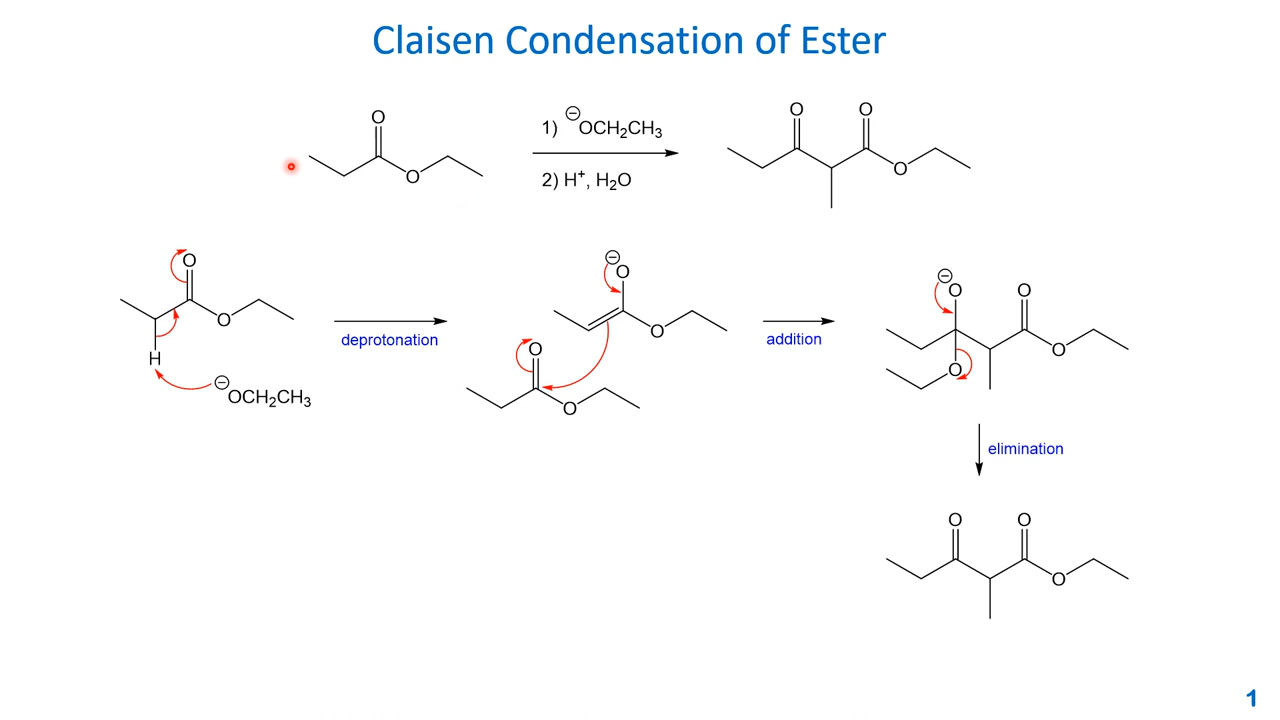 Claisen Condensation of Ester
O
O
1) ⊖OCH₂CH₃
2) H⁺, H₂O
O O
O
O
O
H
⊖
OCH₂CH₃
deprotonation
⊖
O
O
O
O
addition
⊖
O O
O
O
elimination
O O
O
1